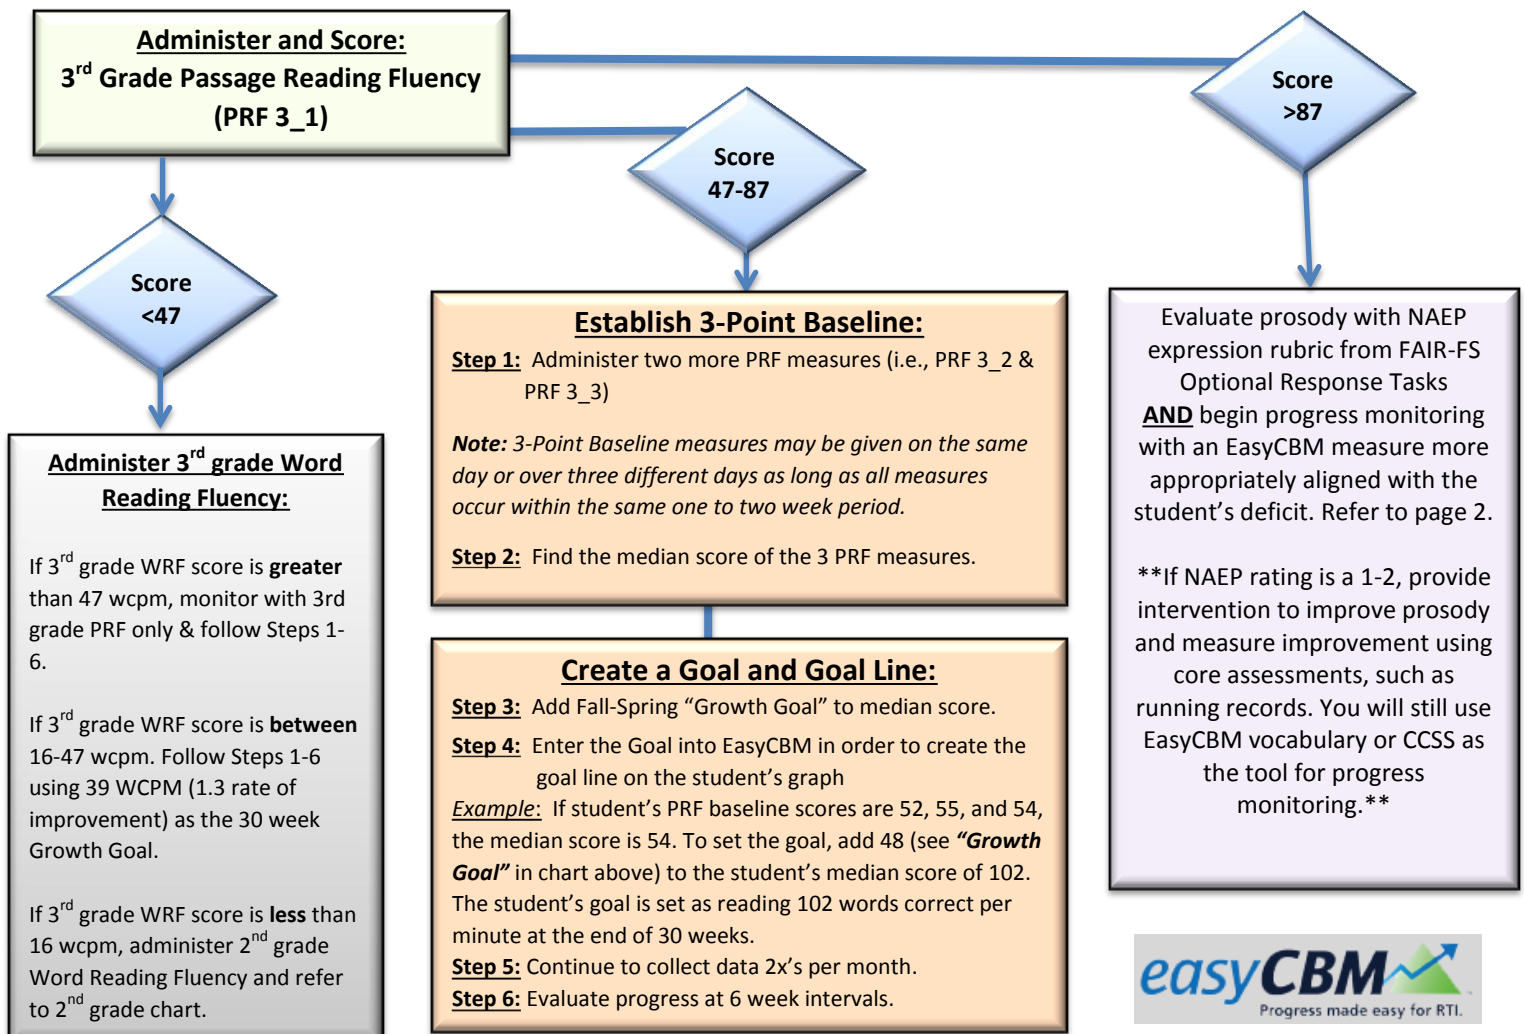 Administer and Score:
3rd Grade Passage Reading Fluency
(PRF 3_1)
Score
>87
Score
47-87
Score
<47
Administer 3rd grade Word
Reading Fluency:
If 3rd grade WRF score is greater
than 47 wcpm, monitor with 3rd
grade PRF only & follow Steps 1-
6.
If 3rd grade WRF score is between
16-47 wcpm. Follow Steps 1-6
using 39 WCPM (1.3 rate of
improvement) as the 30 week
Growth Goal.
If 3rd grade WRF score is less than
16 wcpm, administer 2nd grade
Word Reading Fluency and refer
to 2nd grade chart.
Establish 3-Point Baseline:
Step 1: Administer two more PRF measures (i.e., PRF 3_2 &
PRF 3_3)
Note: 3-Point Baseline measures may be given on the same
day or over three different days as long as all measures
occur within the same one to two week period.
Step 2: Find the median score of the 3 PRF measures.
Create a Goal and Goal Line:
Step 3: Add Fall-Spring “Growth Goal” to median score.
Step 4: Enter the Goal into EasyCBM in order to create the
goal line on the student’s graph
Example: If student’s PRF baseline scores are 52, 55, and 54,
the median score is 54. To set the goal, add 48 (see “Growth
Goal” in chart above) to the student’s median score of 102.
The student’s goal is set as reading 102 words correct per
minute at the end of 30 weeks.
Step 5: Continue to collect data 2x’s per month.
Step 6: Evaluate progress at 6 week intervals.
Evaluate prosody with NAEP
expression rubric from FAIR-FS
Optional Response Tasks
AND begin progress monitoring
with an EasyCBM measure more
appropriately aligned with the
student’s deficit. Refer to page 2.
**If NAEP rating is a 1-2, provide
intervention to improve prosody
and measure improvement using
core assessments, such as
running records. You will still use
EasyCBM vocabulary or CCSS as
the tool for progress
monitoring.**
easyCBM
Progress made easy for RTI.